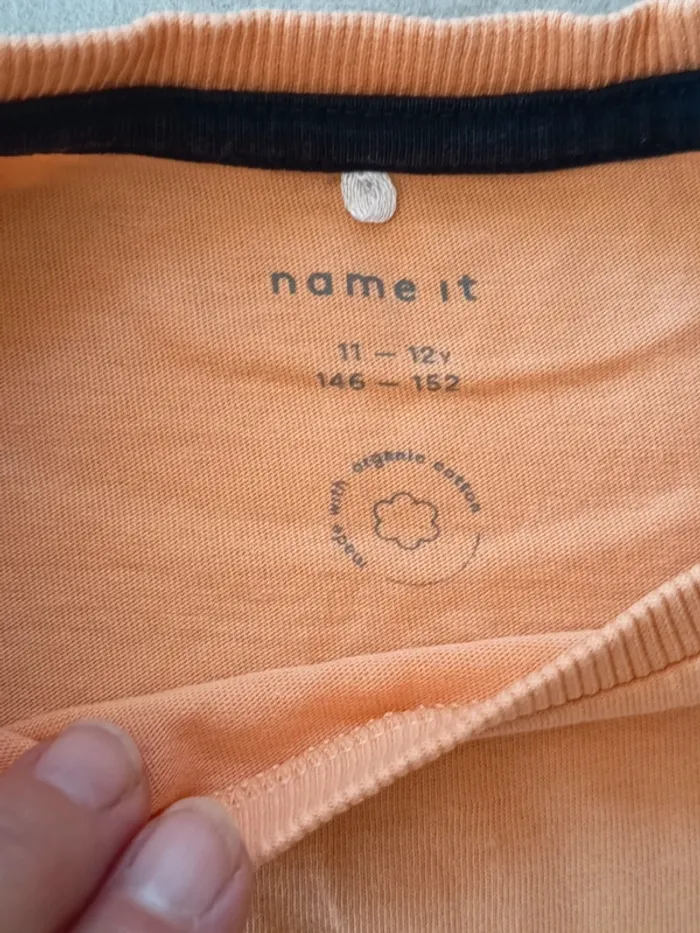 name it
11 – 12Y
146 – 152
made with organic cotton